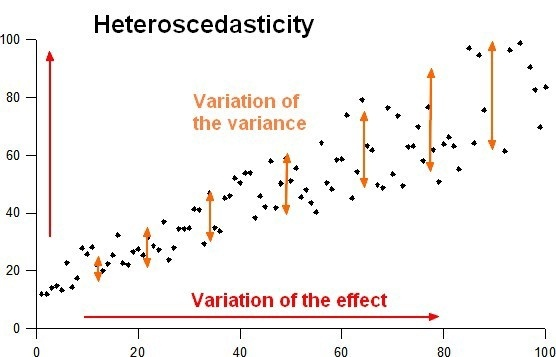 Heteroscedasticity
100
80
60
40
20
0
Variation of
the variance
Variation of the effect
0 20 40 60 80 100